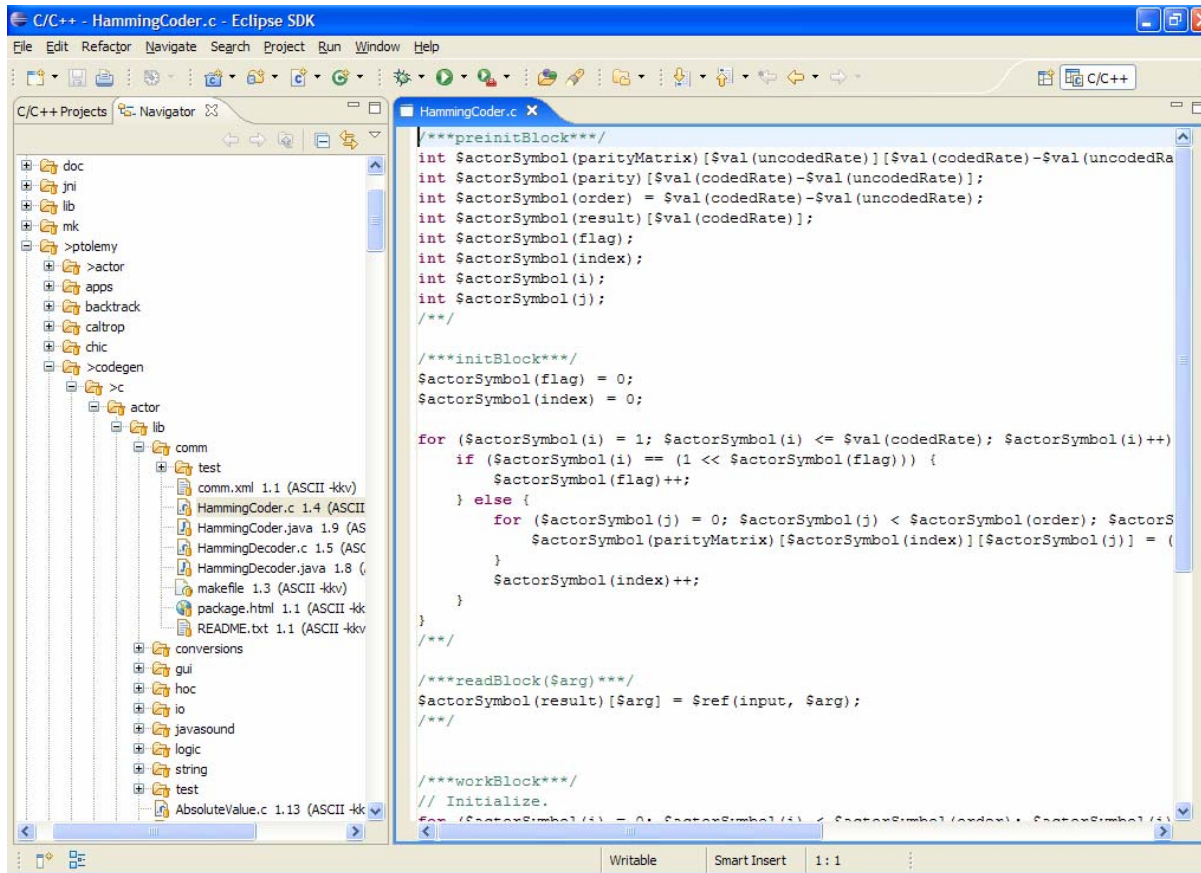 C/C++ - HammingCoder.c - Eclipse SDK
File Edit Refactor Navigate Search Project Run Window Help
C/C++
C/C++ Projects Navigator
HammingCoder.c
doc
jni
lib
mk
>ptolemy
>actor
apps
backtrack
caltrop
chic
>codegen
>c
actor
lib
comm
test
comm.xml 1.1 (ASCII -kkv)
HammingCoder.c 1.4 (ASCII
HammingCoder.java 1.9 (AS
HammingDecoder.c 1.5 (ASC
HammingDecoder.java 1.8 (
makefile 1.3 (ASCII -kkv)
package.html 1.1 (ASCII -kk
README.txt 1.1 (ASCII -kkv
conversions
gui
hoc
io
javasound
logic
string
test
AbsoluteValue.c 1.13 (ASCII -kk
/***preinitBlock***/
int $actorSymbol(parityMatrix)[$val(uncodedRate)][$val(codedRate)-$val(uncodedRa
int $actorSymbol(parity)[$val(codedRate)-$val(uncodedRate)];
int $actorSymbol(order) = $val(codedRate)-$val(uncodedRate);
int $actorSymbol(result)[$val(codedRate)];
int $actorSymbol(flag);
int $actorSymbol(index);
int $actorSymbol(i);
int $actorSymbol(j);
/**/
/***initBlock***/
$actorSymbol(flag) = 0;
$actorSymbol(index) = 0;
for ($actorSymbol(i) = 1; $actorSymbol(i) <= $val(codedRate); $actorSymbol(i)++)
if ($actorSymbol(i) == (1 << $actorSymbol(flag))) {
$actorSymbol(flag)++;
} else {
for ($actorSymbol(j) = 0; $actorSymbol(j) < $actorSymbol(order); $actorS
$actorSymbol(parityMatrix)[$actorSymbol(index)][$actorSymbol(j)] = (
}
$actorSymbol(index)++;
}
}
/**/
/***readBlock($arg)***/
$actorSymbol(result)[$arg] = $ref(input, $arg);
/**/
/***workBlock***/
// Initialize.
for ($actorSymbol(i) = 0; $actorSymbol(i) < $actorSymbol(order); $actorSymbol(i)
Writable Smart Insert 1 : 1